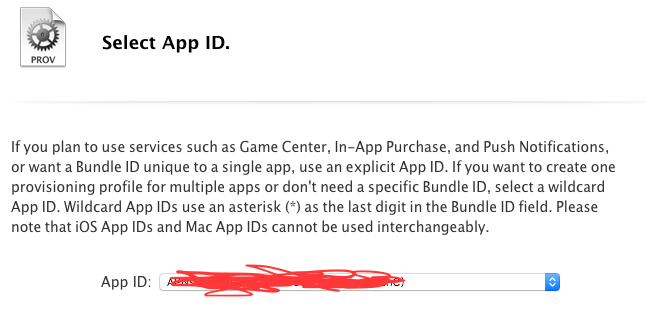 PROV
Select App ID.
If you plan to use services such as Game Center, In-App Purchase, and Push Notifications,
or want a Bundle ID unique to a single app, use an explicit App ID. If you want to create one
provisioning profile for multiple apps or don't need a specific Bundle ID, select a wildcard
App ID. Wildcard App IDs use an asterisk (*) as the last digit in the Bundle ID field. Please
note that iOS App IDs and Mac App IDs cannot be used interchangeably.
App ID: